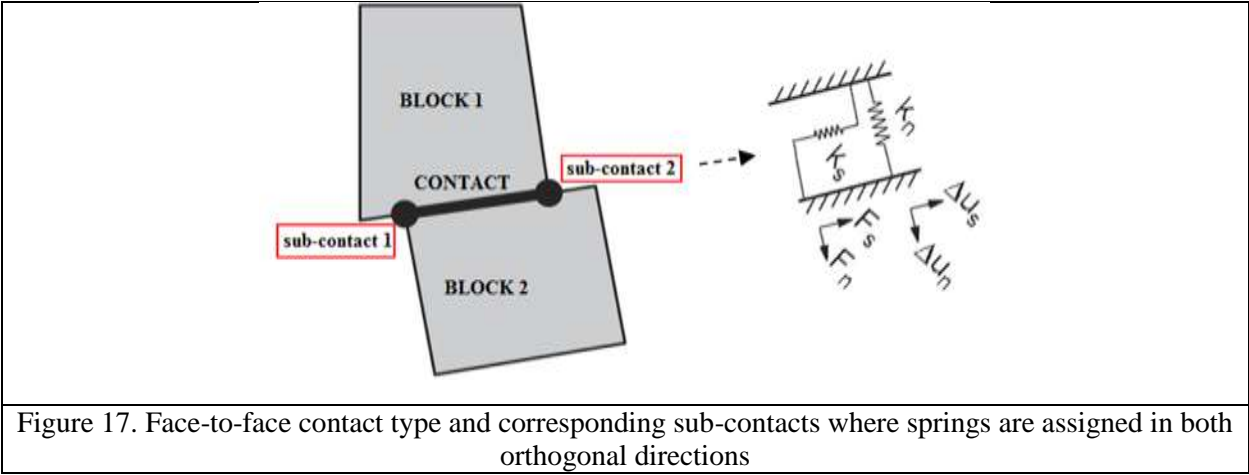 BLOCK 1
CONTACT
sub-contact 2
sub-contact 1
BLOCK 2
Kn
Ks
Fs
Fn
Δus
Δun
Figure 17. Face-to-face contact type and corresponding sub-contacts where springs are assigned in both
orthogonal directions